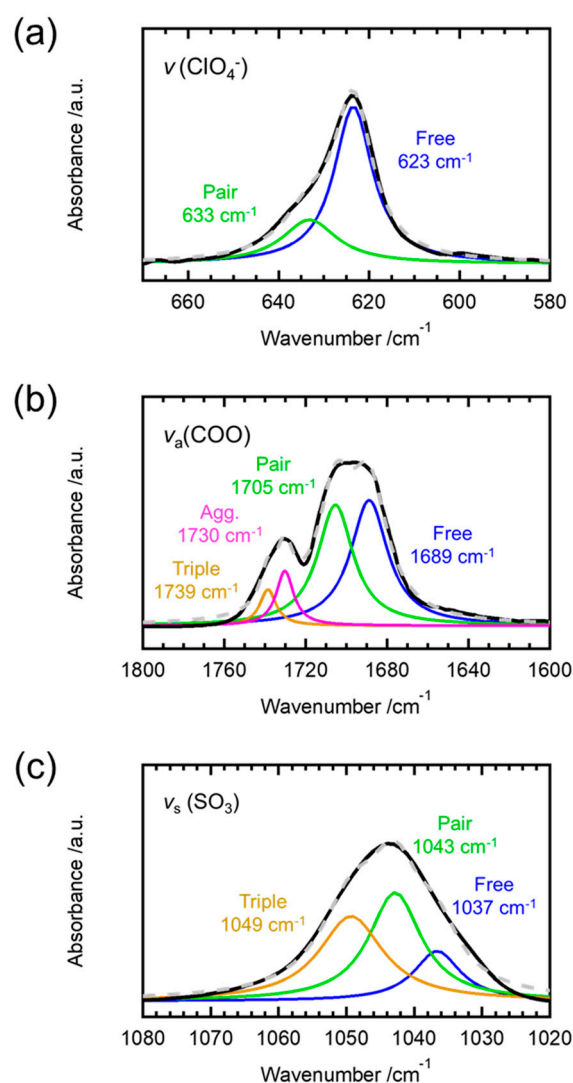 (a)
ν (ClO₄⁻)
Free
623 cm⁻¹
Pair
633 cm⁻¹
Absorbance /a.u.
660 640 620 600 580
Wavenumber /cm⁻¹
(b)
νₐ(COO)
Pair
1705 cm⁻¹
Agg.
1730 cm⁻¹
Free
1689 cm⁻¹
Triple
1739 cm⁻¹
Absorbance /a.u.
1800 1760 1720 1680 1640 1600
Wavenumber /cm⁻¹
(c)
νₛ (SO₃)
Pair
1043 cm⁻¹
Free
1037 cm⁻¹
Triple
1049 cm⁻¹
Absorbance /a.u.
1080 1070 1060 1050 1040 1030 1020
Wavenumber /cm⁻¹